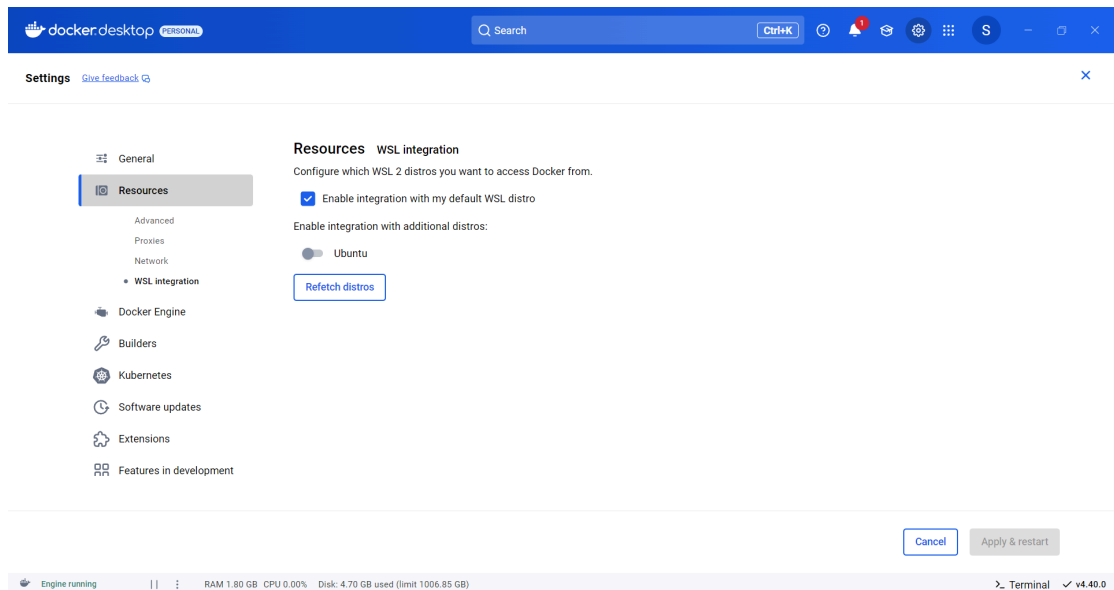 docker.desktop PERSONAL
Search
Ctrl+K
1
S
Settings Give feedback
General
Resources
Advanced
Proxies
Network
WSL integration
Docker Engine
Builders
Kubernetes
Software updates
Extensions
Features in development
Resources WSL integration
Configure which WSL 2 distros you want to access Docker from.
Enable integration with my default WSL distro
Enable integration with additional distros:
Ubuntu
Refetch distros
Cancel
Apply & restart
Engine running
RAM 1.80 GB CPU 0.00% Disk: 4.70 GB used (limit 1006.85 GB)
Terminal
v4.40.0